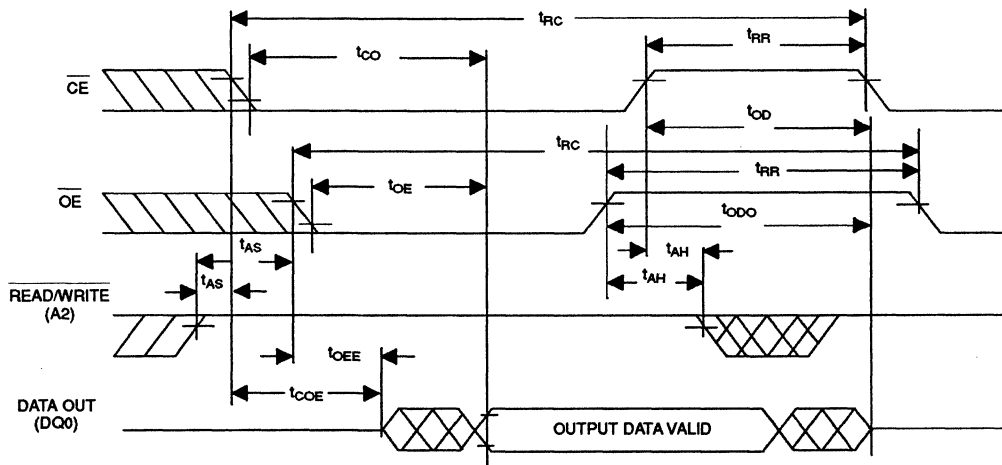 tRC
tCO
tRR
CE
tOD
tRC
tRR
tOE
OE
tODO
tAS
tAH
tAS
tAH
READ/WRITE
(A2)
tOEE
tCOE
DATA OUT
(DQ0)
OUTPUT DATA VALID